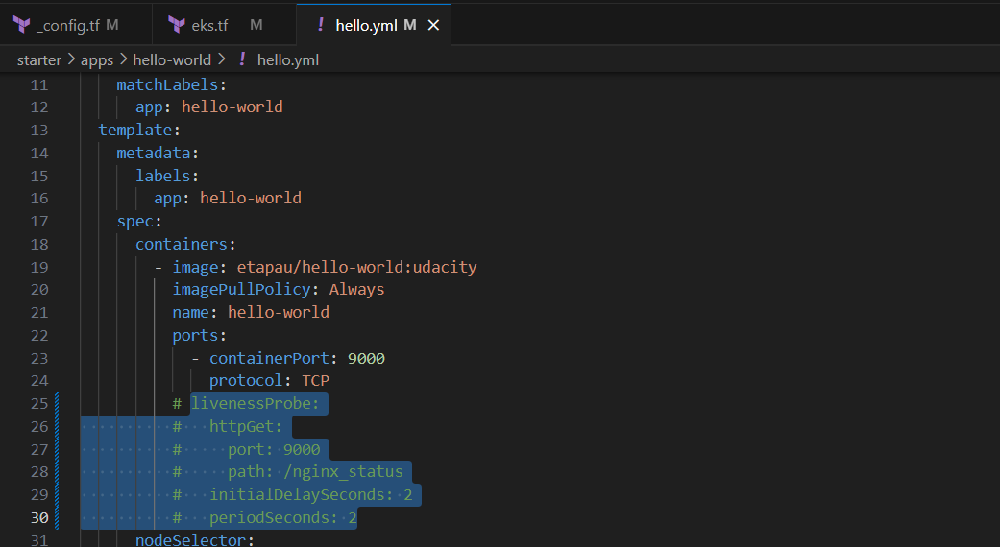 _config.tf M eks.tf M ! hello.yml M ×
starter > apps > hello-world > ! hello.yml
11 matchLabels:
12 app: hello-world
13 template:
14 metadata:
15 labels:
16 app: hello-world
17 spec:
18 containers:
19 - image: etapau/hello-world:udacity
20 imagePullPolicy: Always
21 name: hello-world
22 ports:
23 - containerPort: 9000
24 protocol: TCP
25 # livenessProbe:
26 # httpGet:
27 # port: 9000
28 # path: /nginx_status
29 # initialDelaySeconds: 2
30 # periodSeconds: 2
31 nodeSelector: